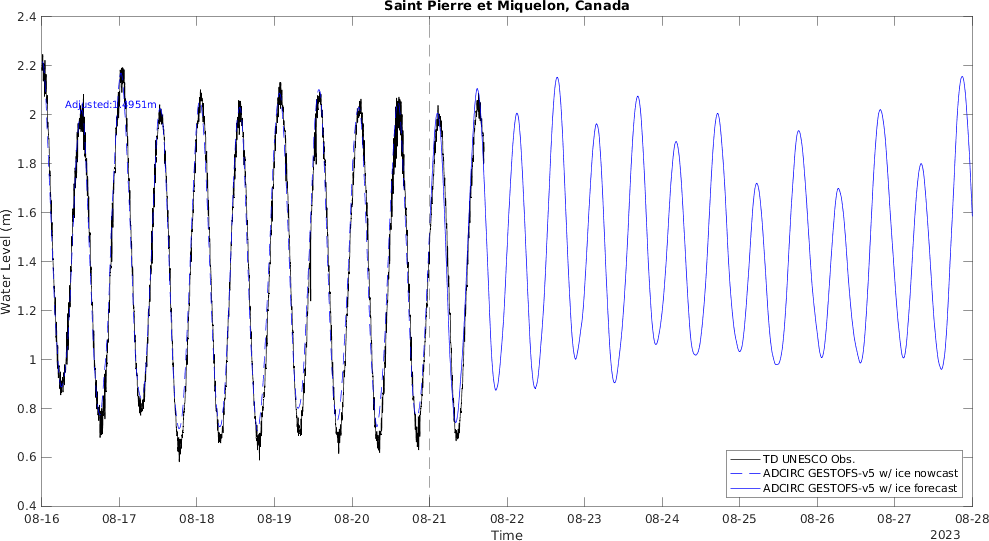 Saint Pierre et Miquelon, Canada
2.4
2.2
2
1.8
1.6
1.4
1.2
1
0.8
0.6
0.4
Water Level (m)
Adjusted:1.4951m
TD UNESCO Obs.
ADCIRC GESTOFS-v5 w/ ice nowcast
ADCIRC GESTOFS-v5 w/ ice forecast
08-16 08-17 08-18 08-19 08-20 08-21 08-22 08-23 08-24 08-25 08-26 08-27 08-28
Time
2023